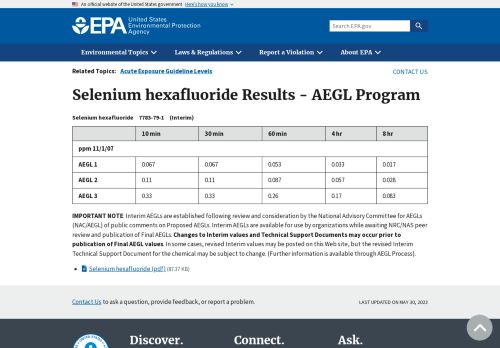 An official website of the United States government Here's how you know
EPA United States
Environmental Protection
Agency
Search EPA.gov
Environmental Topics Laws & Regulations Report a Violation About EPA
Related Topics: Acute Exposure Guideline Levels
CONTACT US
Selenium hexafluoride Results - AEGL Program
Selenium hexafluoride 7783-79-1 (Interim)
10 min 30 min 60 min 4 hr 8 hr
ppm 11/1/07
AEGL 1 0.067 0.067 0.053 0.033 0.017
AEGL 2 0.11 0.11 0.087 0.057 0.028
AEGL 3 0.33 0.33 0.26 0.17 0.083
IMPORTANT NOTE: Interim AEGLs are established following review and consideration by the National Advisory Committee for AEGLs
(NAC/AEGL) of public comments on Proposed AEGLs. Interim AEGLs are available for use by organizations while awaiting NRC/NAS peer
review and publication of Final AEGLs. Changes to Interim values and Technical Support Documents may occur prior to
publication of Final AEGL values. In some cases, revised Interim values may be posted on this Web site, but the revised Interim
Technical Support Document for the chemical may be subject to change. (Further information is available through AEGL Process).
Selenium hexafluoride (pdf) (87.37 KB)
Contact Us to ask a question, provide feedback, or report a problem.
LAST UPDATED ON MAY 30, 2023
Discover. Connect. Ask.